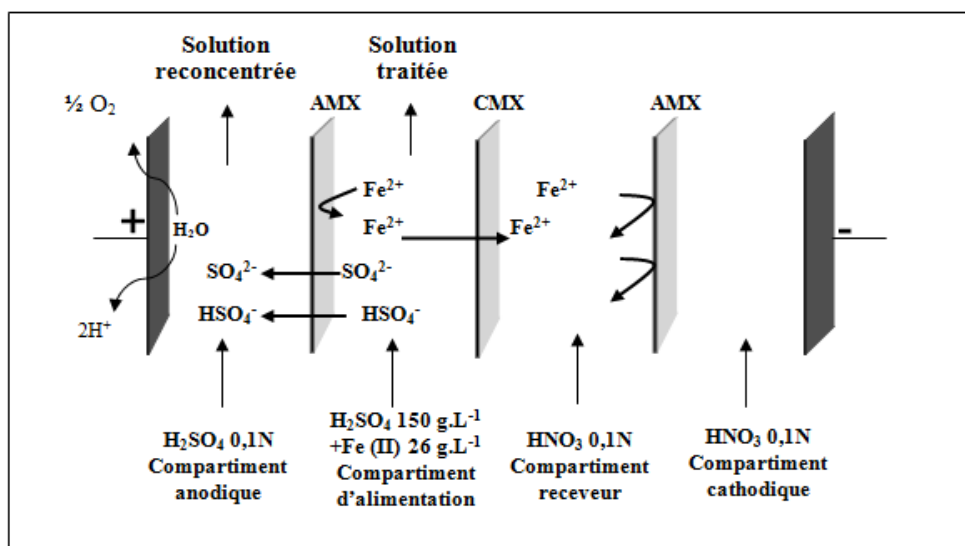 Solution
reconcentrée
Solution
traitée
½ O₂
AMX
CMX
AMX
Fe²⁺
Fe²⁺
Fe²⁺
Fe²⁺
+
H₂O
-
SO₄²⁻
SO₄²⁻
HSO₄⁻
HSO₄⁻
2H⁺
H₂SO₄ 0,1N
Compartiment
anodique
H₂SO₄ 150 g.L⁻¹
+Fe (II) 26 g.L⁻¹
Compartiment
d'alimentation
HNO₃ 0,1N
Compartiment
receveur
HNO₃ 0,1N
Compartiment
cathodique